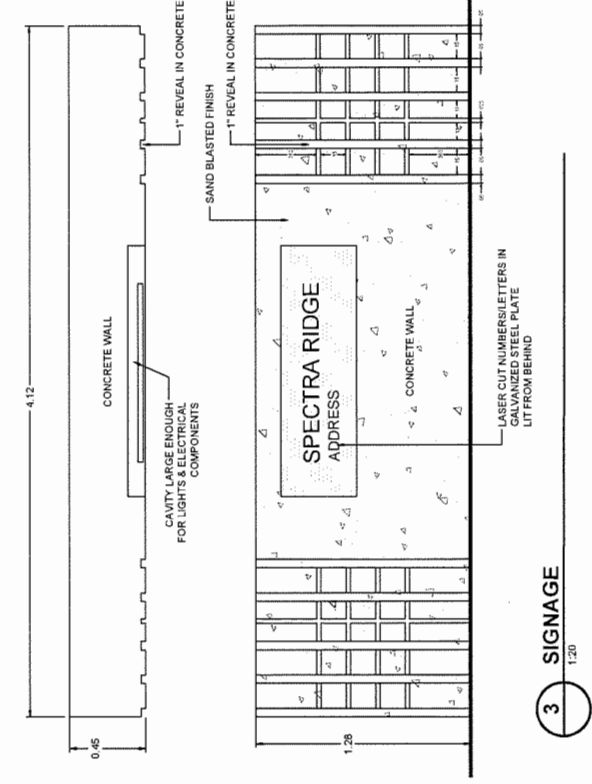 4.12
0.45
CONCRETE WALL
CAVITY LARGE ENOUGH
FOR LIGHTS & ELECTRICAL
COMPONENTS
1" REVEAL IN CONCRETE
SAND BLASTED FINISH
1" REVEAL IN CONCRETE
1.28
SPECTRA RIDGE
ADDRESS
CONCRETE WALL
LASER CUT NUMBERS/LETTERS IN
GALVANIZED STEEL PLATE
LIT FROM BEHIND
3 SIGNAGE
1:20